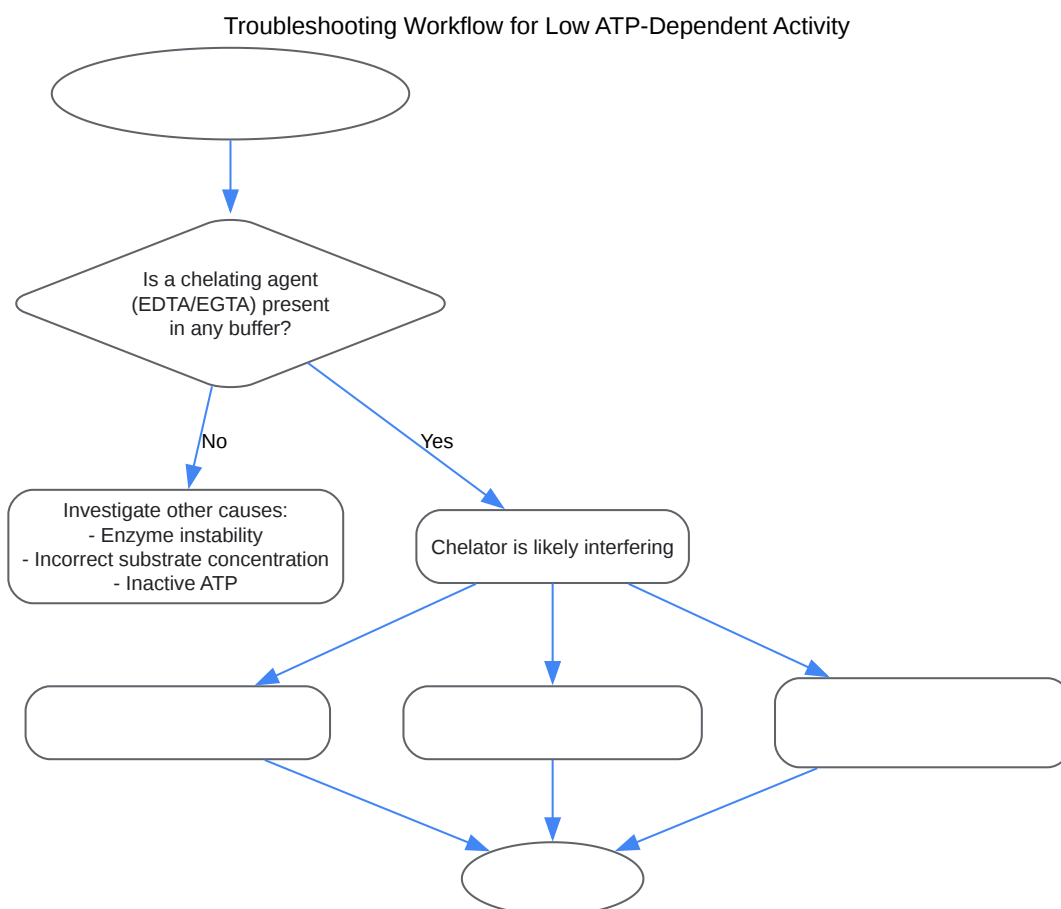 Troubleshooting Workflow for Low ATP-Dependent Activity
Is a chelating agent
(EDTA/EGTA) present
in any buffer?
No
Yes
Investigate other causes:
- Enzyme instability
- Incorrect substrate concentration
- Inactive ATP
Chelator is likely interfering